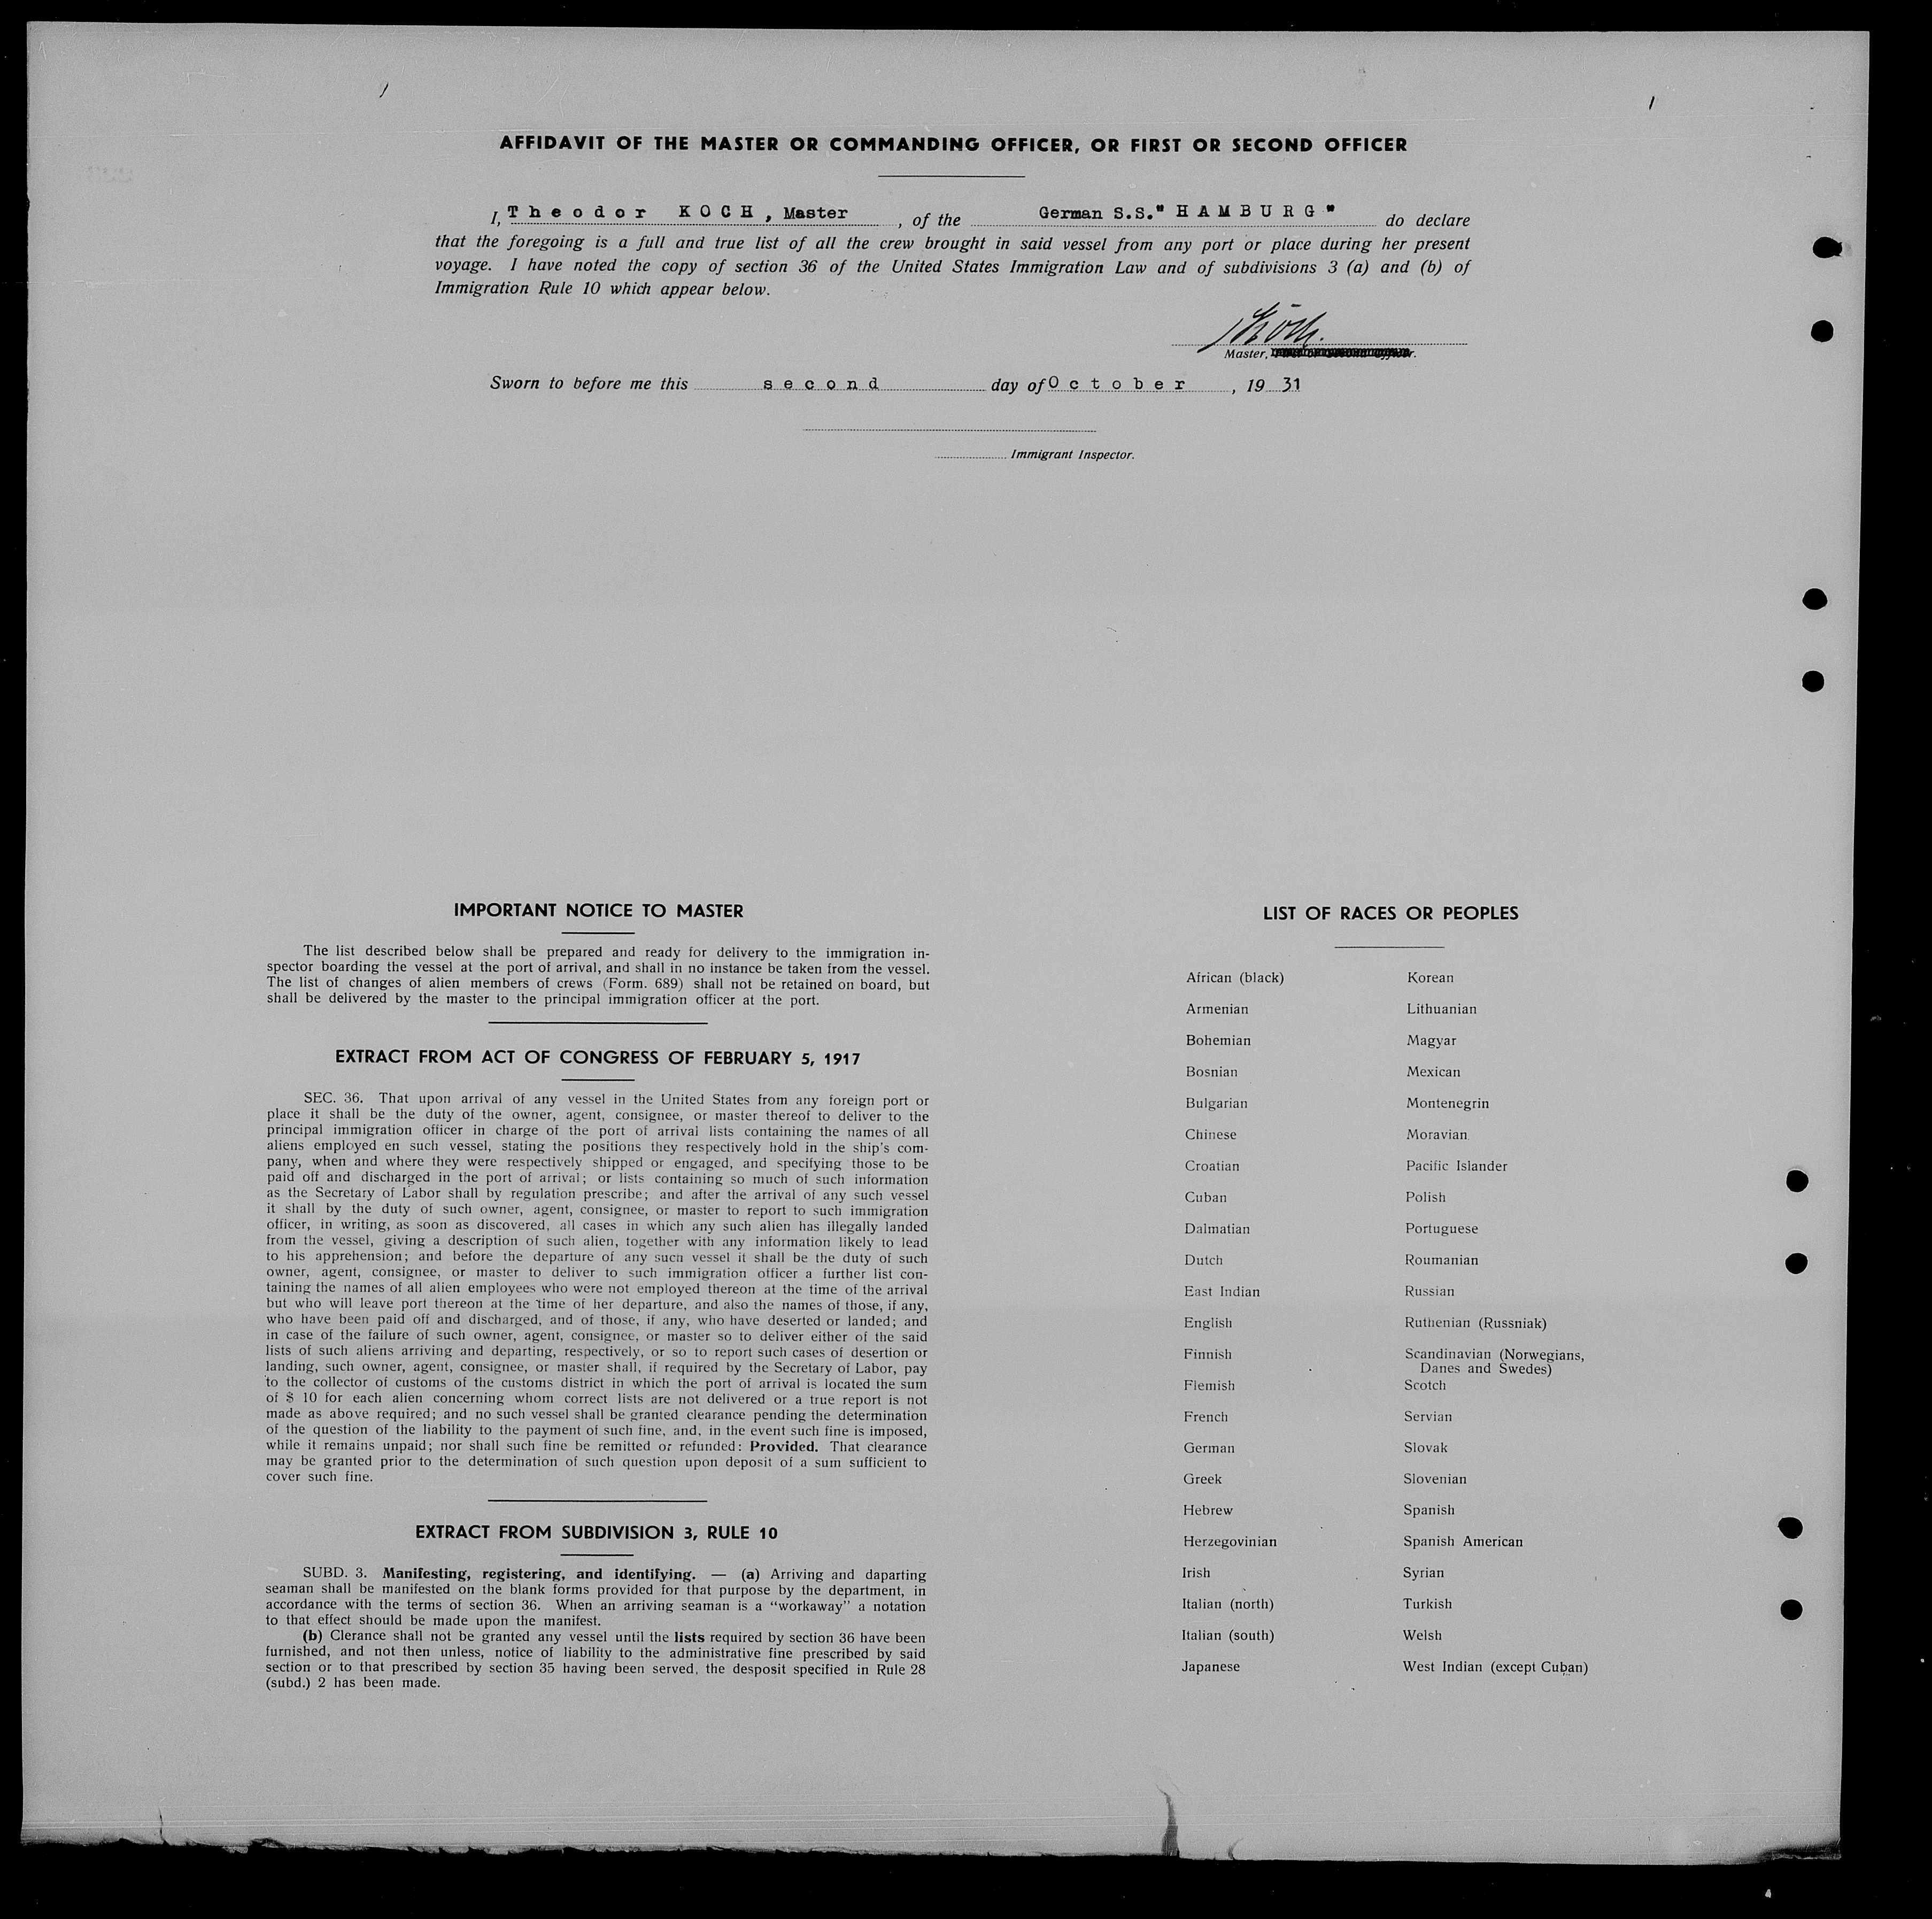 AFFIDAVIT OF THE MASTER OR COMMANDING OFFICER, OR FIRST OR SECOND OFFICER
I, Theodor KOCH, Master, of the German S.S."HAMBURG" do declare
that the foregoing is a full and true list of all the crew brought in said vessel from any port or place during her present
voyage. I have noted the copy of section 36 of the United States Immigration Law and of subdivisions 3 (a) and (b) of
Immigration Rule 10 which appear below.
Koch.
Master,
Sworn to before me this second day of October, 19 31
Immigrant Inspector.
IMPORTANT NOTICE TO MASTER
The list described below shall be prepared and ready for delivery to the immigration in-
spector boarding the vessel at the port of arrival, and shall in no instance be taken from the vessel.
The list of changes of alien members of crews (Form. 689) shall not be retained on board, but
shall be delivered by the master to the principal immigration officer at the port.
EXTRACT FROM ACT OF CONGRESS OF FEBRUARY 5, 1917
SEC. 36. That upon arrival of any vessel in the United States from any foreign port or
place it shall be the duty of the owner, agent, consignee, or master thereof to deliver to the
principal immigration officer in charge of the port of arrival lists containing the names of all
aliens employed en such vessel, stating the positions they respectively hold in the ship's com-
pany, when and where they were respectively shipped or engaged, and specifying those to be
paid off and discharged in the port of arrival; or lists containing so much of such information
as the Secretary of Labor shall by regulation prescribe; and after the arrival of any such vessel
it shall by the duty of such owner, agent, consignee, or master to report to such immigration
officer, in writing, as soon as discovered, all cases in which any such alien has illegally landed
from the vessel, giving a description of such alien, together with any information likely to lead
to his apprehension; and before the departure of any such vessel it shall be the duty of such
owner, agent, consignee, or master to deliver to such immigration officer a further list con-
taining the names of all alien employees who were not employed thereon at the time of the arrival
but who will leave port thereon at the time of her departure, and also the names of those, if any,
who have been paid off and discharged, and of those, if any, who have deserted or landed; and
in case of the failure of such owner, agent, consignee, or master so to deliver either of the said
lists of such aliens arriving and departing, respectively, or so to report such cases of desertion or
landing, such owner, agent, consignee, or master shall, if required by the Secretary of Labor, pay
to the collector of customs of the customs district in which the port of arrival is located the sum
of $ 10 for each alien concerning whom correct lists are not delivered or a true report is not
made as above required; and no such vessel shall be granted clearance pending the determination
of the question of the liability to the payment of such fine, and, in the event such fine is imposed,
while it remains unpaid; nor shall such fine be remitted or refunded: Provided. That clearance
may be granted prior to the determination of such question upon deposit of a sum sufficient to
cover such fine.
EXTRACT FROM SUBDIVISION 3, RULE 10
SUBD. 3. Manifesting, registering, and identifying. — (a) Arriving and daparting
seaman shall be manifested on the blank forms provided for that purpose by the department, in
accordance with the terms of section 36. When an arriving seaman is a "workaway" a notation
to that effect should be made upon the manifest.
(b) Clerance shall not be granted any vessel until the lists required by section 36 have been
furnished, and not then unless, notice of liability to the administrative fine prescribed by said
section or to that prescribed by section 35 having been served, the desposit specified in Rule 28
(subd.) 2 has been made.
LIST OF RACES OR PEOPLES
African (black)
Armenian
Bohemian
Bosnian
Bulgarian
Chinese
Croatian
Cuban
Dalmatian
Dutch
East Indian
English
Finnish
Flemish
French
German
Greek
Hebrew
Herzegovinian
Irish
Italian (north)
Italian (south)
Japanese
Korean
Lithuanian
Magyar
Mexican
Montenegrin
Moravian
Pacific Islander
Polish
Portuguese
Roumanian
Russian
Ruthenian (Russniak)
Scandinavian (Norwegians,
Danes and Swedes)
Scotch
Servian
Slovak
Slovenian
Spanish
Spanish American
Syrian
Turkish
Welsh
West Indian (except Cuban)